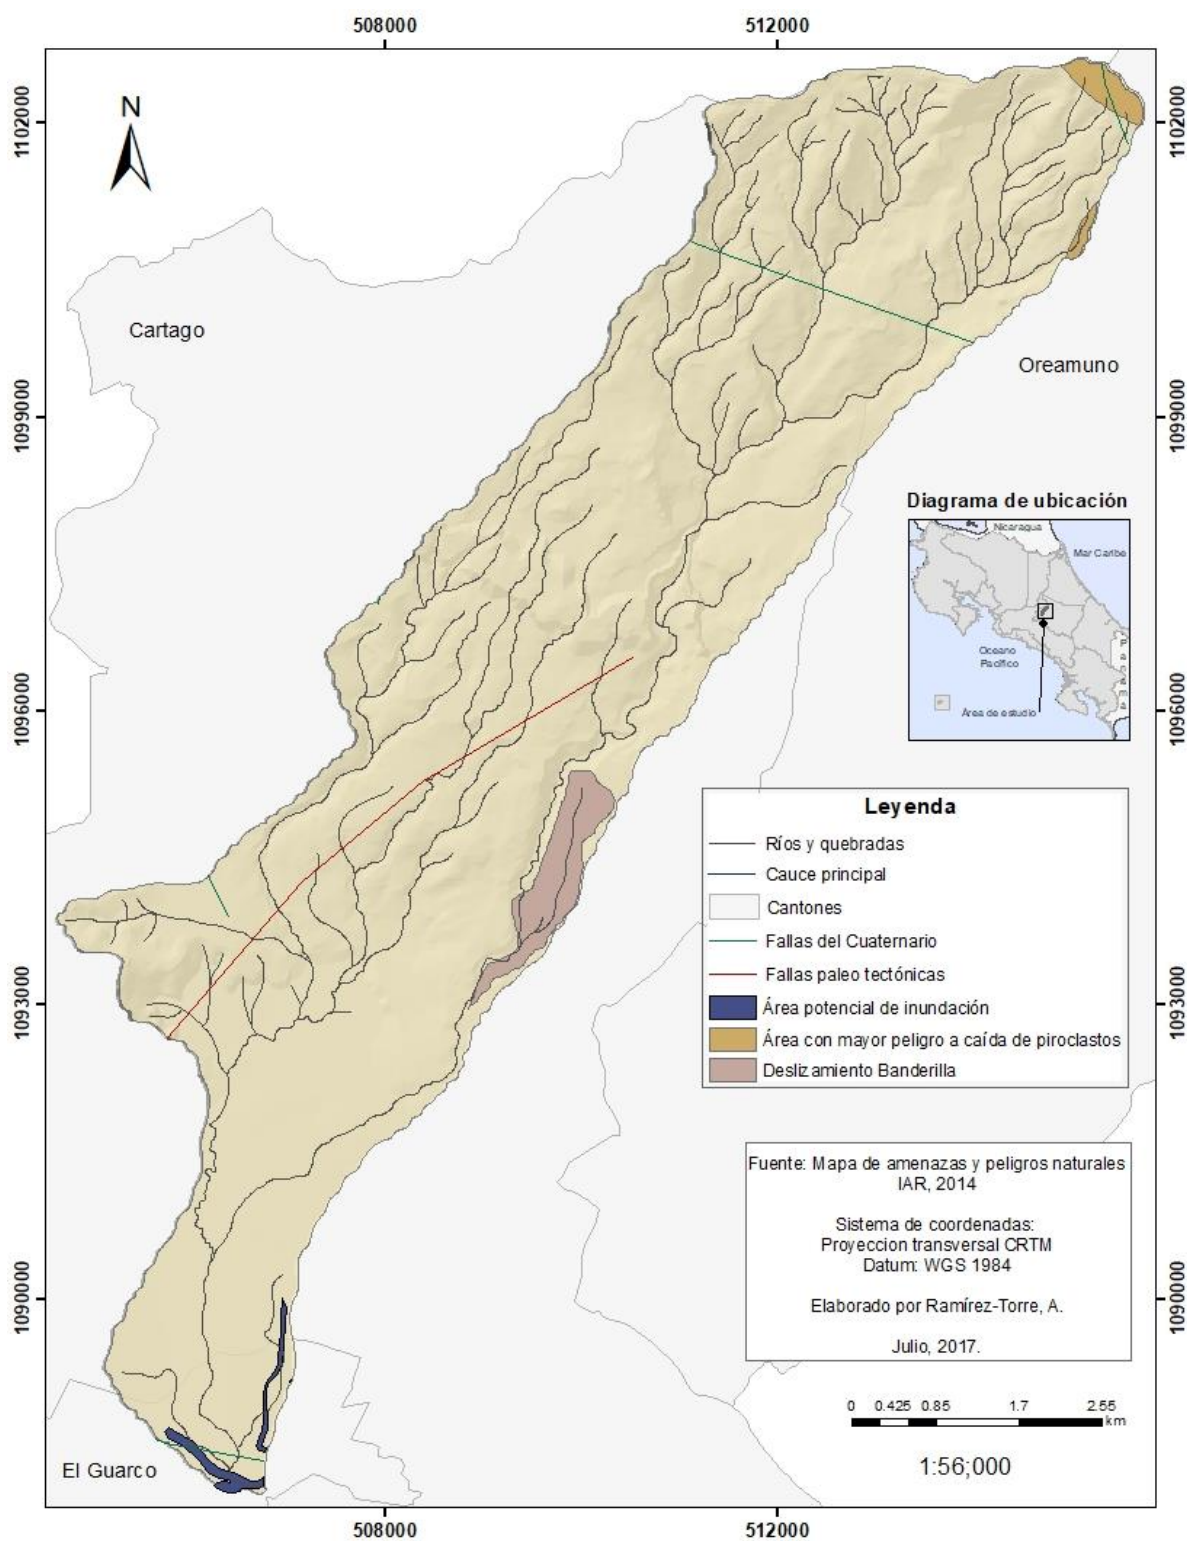 508000
512000
1102000
1102000
N
Cartago
Oreamuno
1099000
1099000
Diagrama de ubicación
Nicaragua
Mar Caribe
Oceano
Pacífico
Panama
Área de estudio
1096000
1096000
Leyenda
Ríos y quebradas
Cauce principal
Cantones
Fallas del Cuaternario
Fallas paleo tectónicas
Área potencial de inundación
Área con mayor peligro a caída de piroclastos
Deslizamiento Banderilla
1093000
1093000
Fuente: Mapa de amenazas y peligros naturales
IAR, 2014
Sistema de coordenadas:
Proyeccion transversal CRTM
Datum: WGS 1984
Elaborado por Ramírez-Torre, A.
Julio, 2017.
1090000
1090000
0 0.425 0.85 1.7 2.55
km
1:56;000
El Guarco
508000
512000